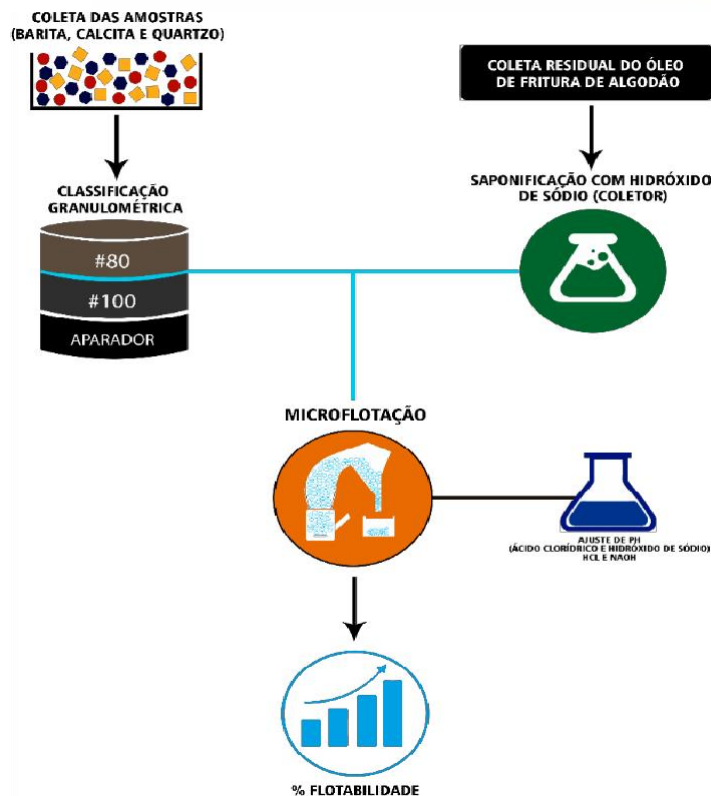 COLETA DAS AMOSTRAS
(BARITA, CALCITA E QUARTZO)
COLETA RESIDUAL DO ÓLEO
DE FRITURA DE ALGODÃO
CLASSIFICAÇÃO
GRANULOMÉTRICA
SAPONIFICAÇÃO COM HIDRÓXIDO
DE SÓDIO (COLETOR)
#80
#100
APARADOR
MICROFLOTAÇÃO
AJUSTE DE PH
(ÁCIDO CLORÍDRICO E HIDRÓXIDO DE SÓDIO)
HCL E NAOH
% FLOTABILIDADE